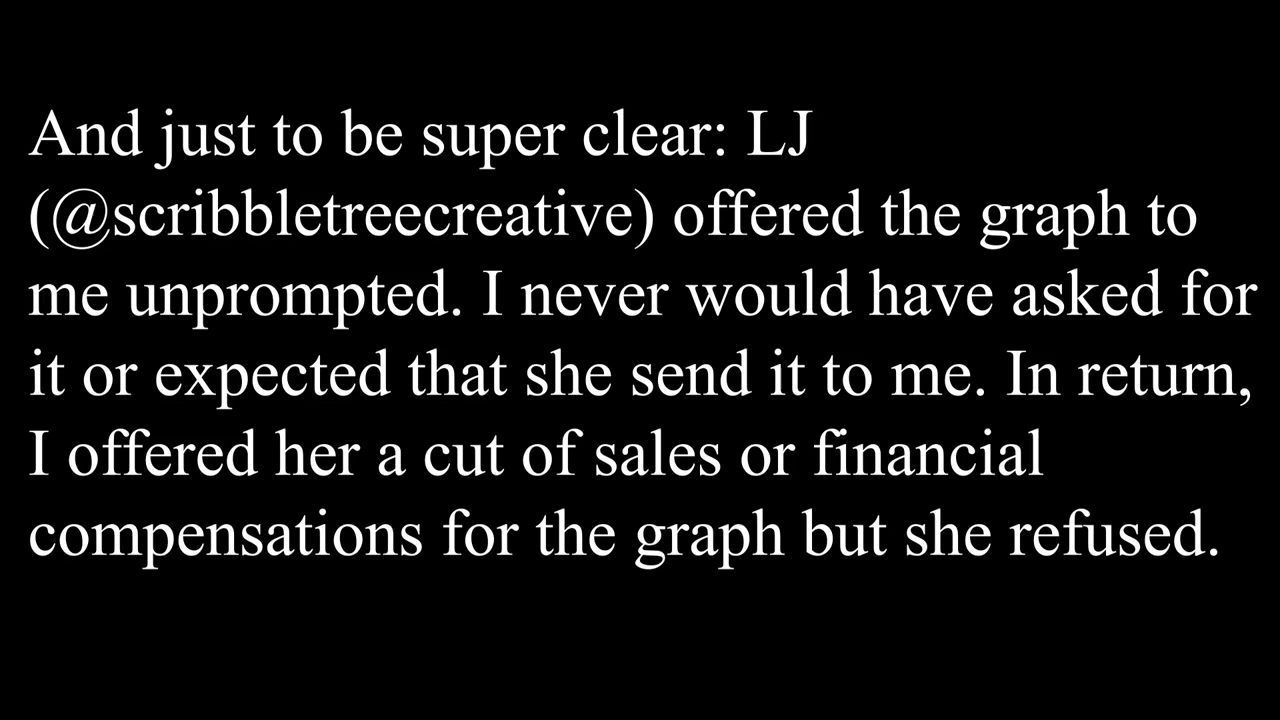 And just to be super clear: LJ
(@scribbletreecreative) offered the graph to
me unprompted. I never would have asked for
it or expected that she send it to me. In return,
I offered her a cut of sales or financial
compensations for the graph but she refused.